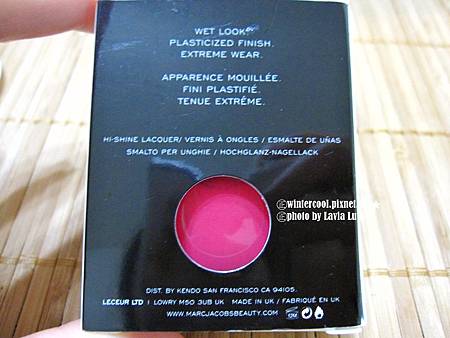 WET LOOK.
PLASTICIZED FINISH.
EXTREME WEAR.
APPARENCE MOUILLÉE.
FINI PLASTIFIÉ.
TENUE EXTRÊME.
HI-SHINE LACQUER/ VERNIS À ONGLES / ESMALTE DE UÑAS
SMALTO PER UNGHIE / HOCHGLANZ-NAGELLACK
@wintercool.pixnet
@photo by Lavia Lu
DIST. BY KENDO SAN FRANCISCO CA 94105.
LECEUR LTD | LOWRY M50 3UB UK MADE IN UK / FABRIQUÉ EN UK
WWW.MARCJACOBSBEAUTY.COM